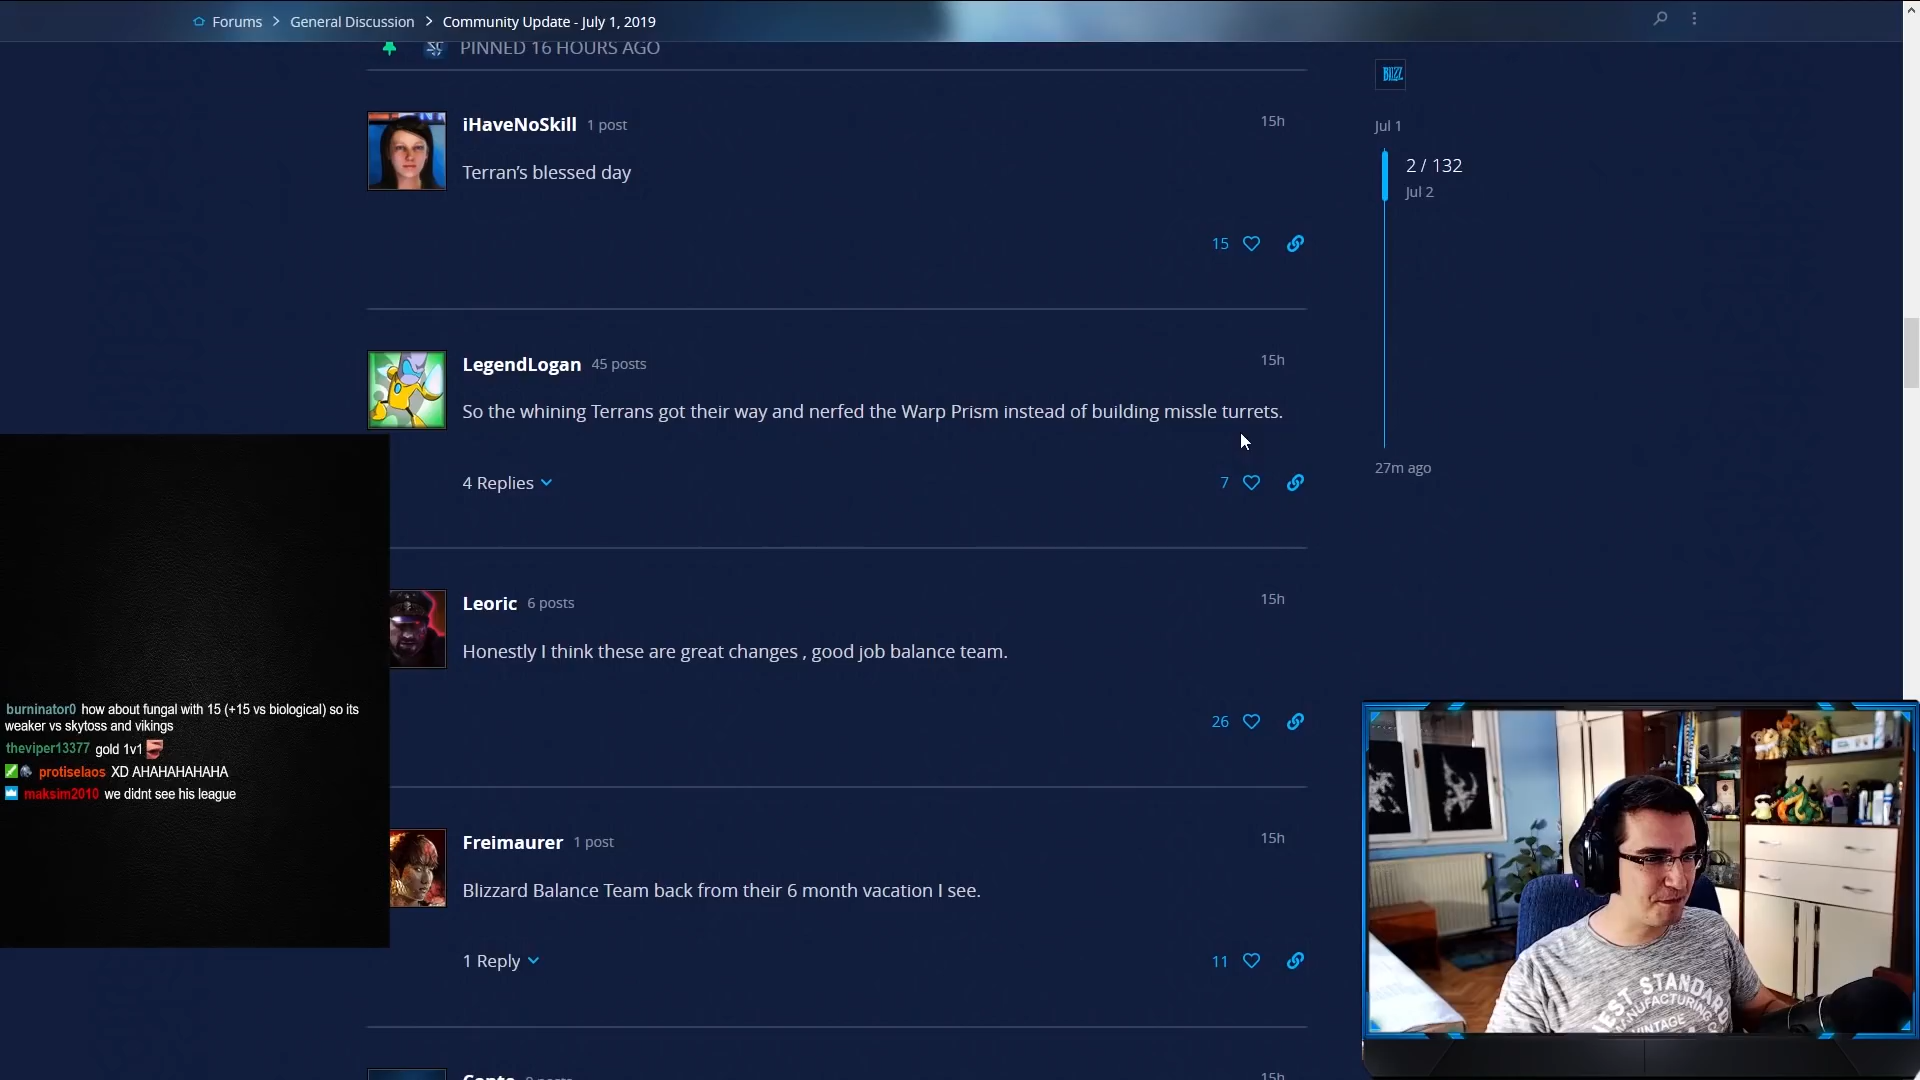 Forums > General Discussion > Community Update - July 1, 2019
PINNED 16 HOURS AGO
BLIZZ
iHaveNoSkill 1 post 15h
Jul 1
2 / 132
Jul 2
Terran’s blessed day
15
LegendLogan 45 posts 15h
So the whining Terrans got their way and nerfed the Warp Prism instead of building missle turrets.
27m ago
4 Replies 7
Leoric 6 posts 15h
Honestly I think these are great changes , good job balance team.
26
burninator0 how about fungal with 15 (+15 vs biological) so its
weaker vs skytoss and vikings
theviper13377 gold 1v1
protiselaos XD AHAHAHAHAHA
maksim2010 we didnt see his league
Freimaurer 1 post 15h
Blizzard Balance Team back from their 6 month vacation I see.
1 Reply 11
STANDARD
MANUFACTURING
VINTAGE
15h